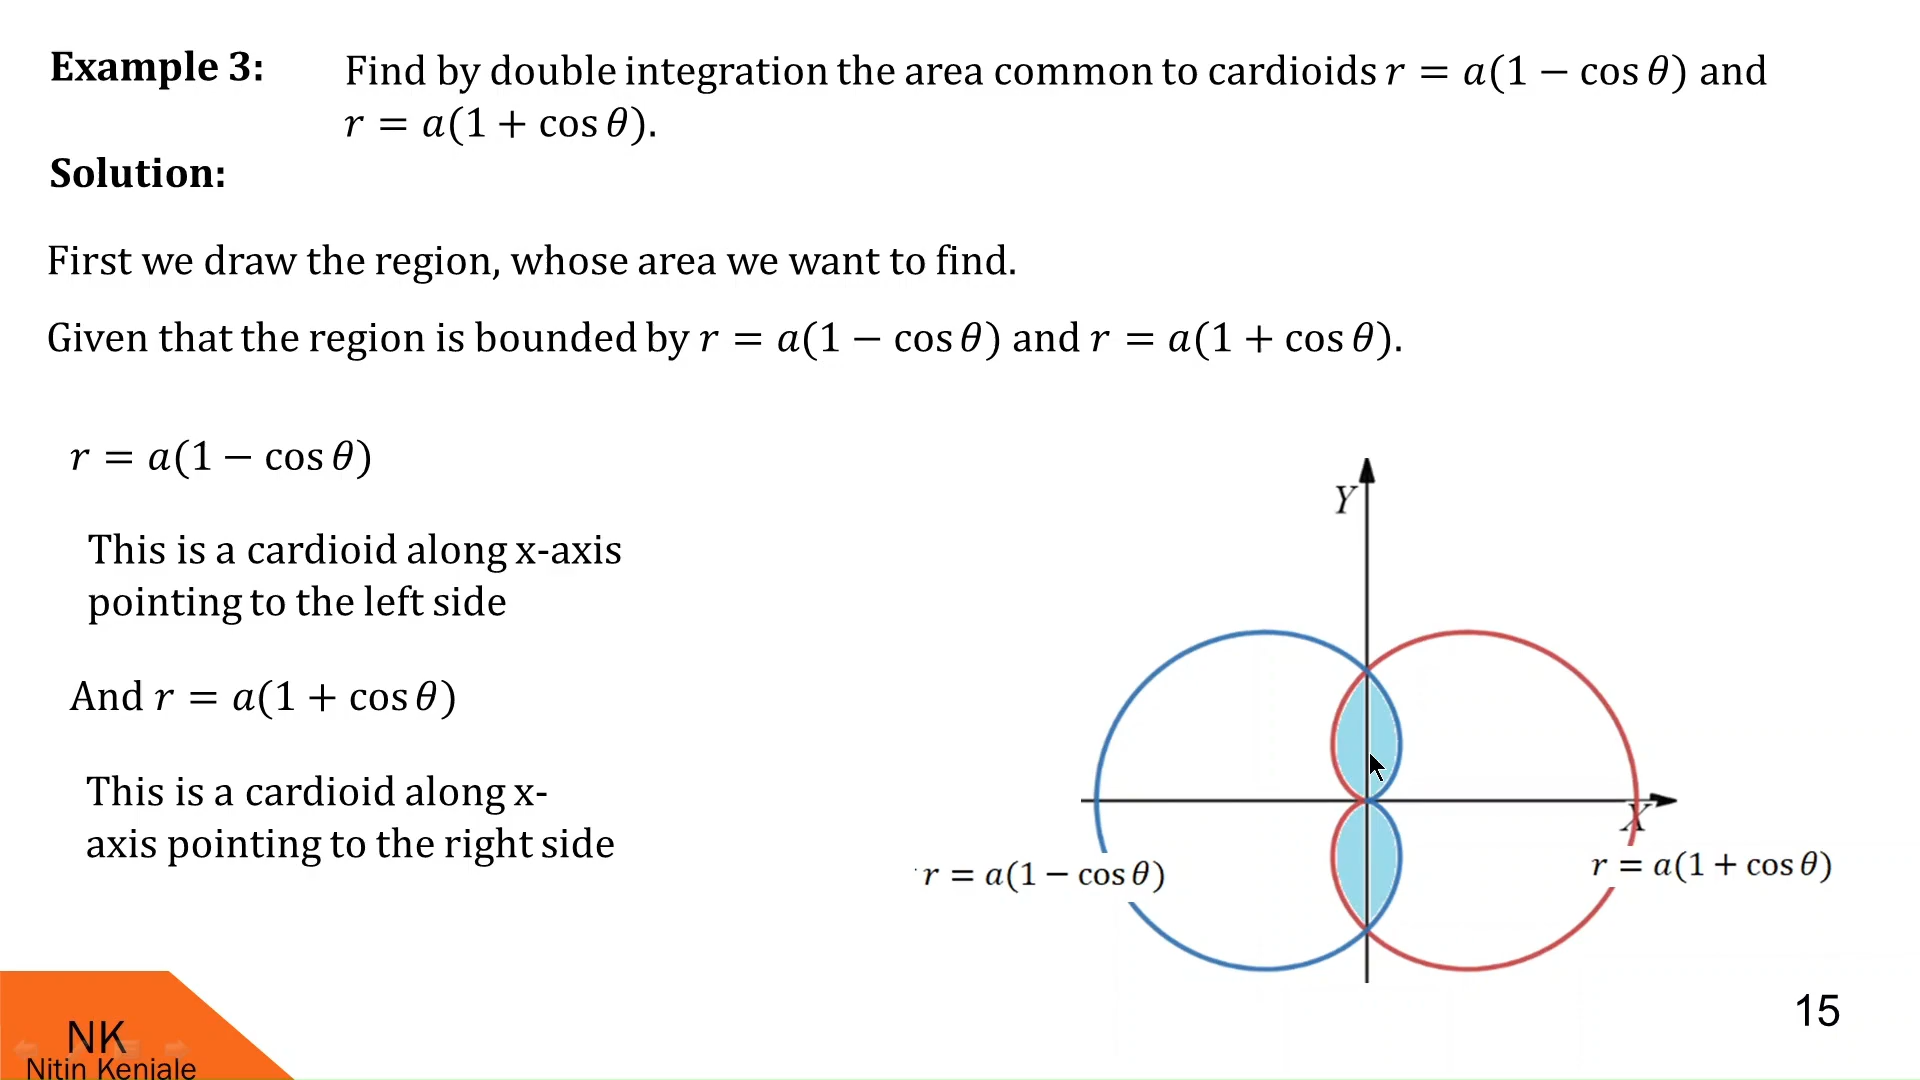 Example 3: Find by double integration the area common to cardioids r = a(1 − cos θ) and
r = a(1 + cos θ).
Solution:
First we draw the region, whose area we want to find.
Given that the region is bounded by r = a(1 − cos θ) and r = a(1 + cos θ).
r = a(1 − cos θ)
This is a cardioid along x-axis
pointing to the left side
And r = a(1 + cos θ)
This is a cardioid along x-
axis pointing to the right side
Y
X
r = a(1 − cos θ)
r = a(1 + cos θ)
NK
Nitin Keniale
15